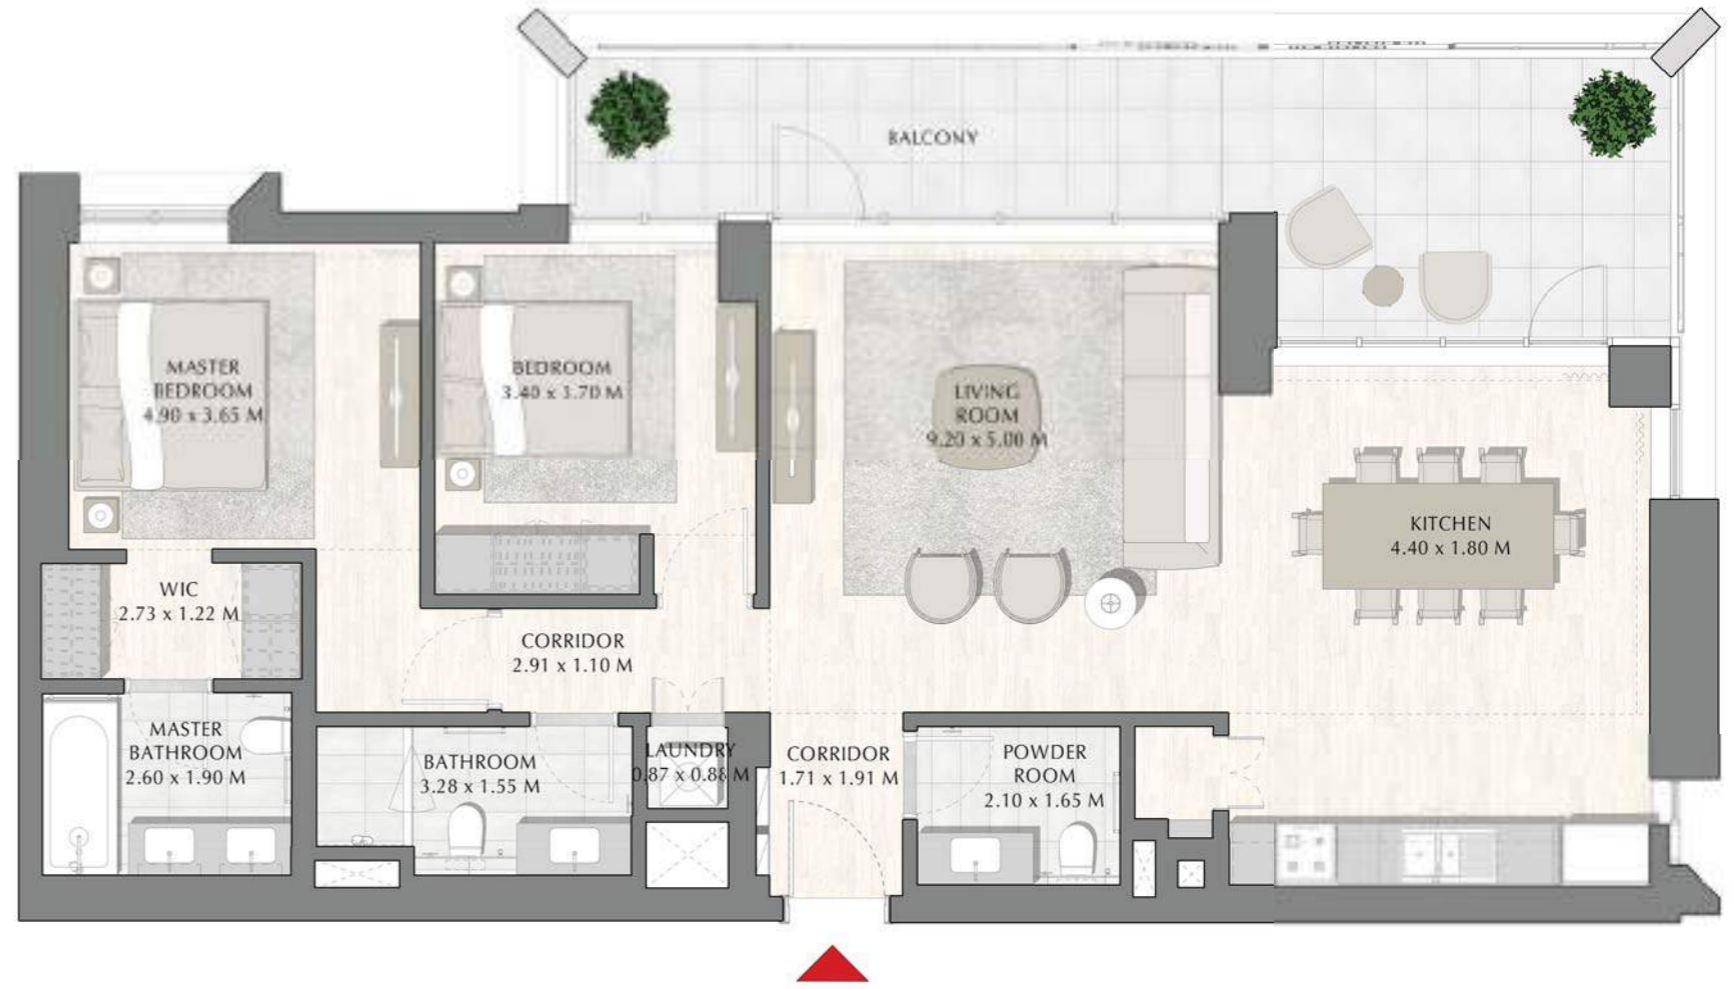 BALCONY
MASTER
BEDROOM
4.90 x 3.65 M
BEDROOM
3.40 x 3.70 M
LIVING
ROOM
9.20 x 5.00 M
KITCHEN
4.40 x 1.80 M
WIC
2.73 x 1.22 M
CORRIDOR
2.91 x 1.10 M
MASTER
BATHROOM
2.60 x 1.90 M
BATHROOM
3.28 x 1.55 M
LAUNDRY
0.87 x 0.88 M
CORRIDOR
1.71 x 1.91 M
POWDER
ROOM
2.10 x 1.65 M